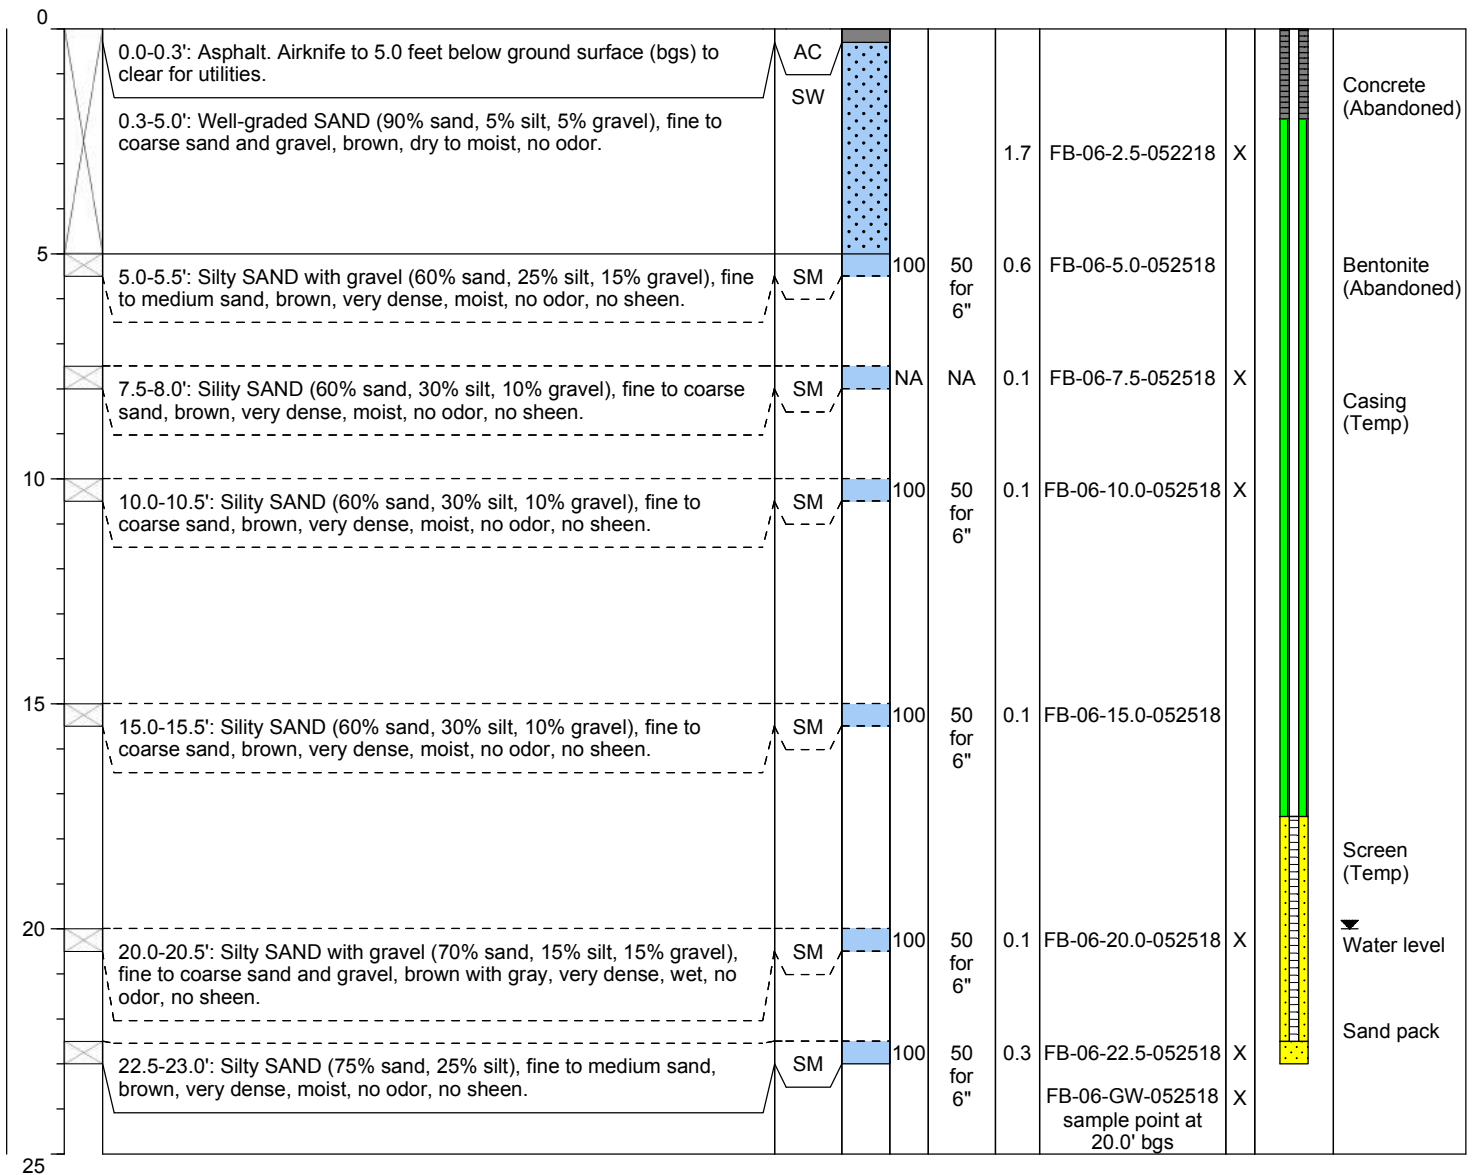 0
0.0-0.3': Asphalt. Airknife to 5.0 feet below ground surface (bgs) to
clear for utilities.
AC
SW
Concrete
(Abandoned)
0.3-5.0': Well-graded SAND (90% sand, 5% silt, 5% gravel), fine to
coarse sand and gravel, brown, dry to moist, no odor.
1.7 FB-06-2.5-052218 X
5
5.0-5.5': Silty SAND with gravel (60% sand, 25% silt, 15% gravel), fine
to medium sand, brown, very dense, moist, no odor, no sheen.
SM
100
50
for
6"
0.6 FB-06-5.0-052218
Bentonite
(Abandoned)
7.5-8.0': Sility SAND (60% sand, 30% silt, 10% gravel), fine to coarse
sand, brown, very dense, moist, no odor, no sheen.
SM
NA NA 0.1 FB-06-7.5-052518 X
Casing
(Temp)
10
10.0-10.5': Sility SAND (60% sand, 30% silt, 10% gravel), fine to
coarse sand, brown, very dense, moist, no odor, no sheen.
SM
100
50
for
6"
0.1 FB-06-10.0-052518 X
15
15.0-15.5': Sility SAND (60% sand, 30% silt, 10% gravel), fine to
coarse sand, brown, very dense, moist, no odor, no sheen.
SM
100
50
for
6"
0.1 FB-06-15.0-052518
Screen
(Temp)
20
20.0-20.5': Silty SAND with gravel (70% sand, 15% silt, 15% gravel),
fine to coarse sand and gravel, brown with gray, very dense, wet, no
odor, no sheen.
SM
100
50
for
6"
0.1 FB-06-20.0-052518 X
Water level
Sand pack
22.5-23.0': Silty SAND (75% sand, 25% silt), fine to medium sand,
brown, very dense, moist, no odor, no sheen.
SM
100
50
for
6"
0.3 FB-06-22.5-052518 X
FB-06-GW-052518 X
sample point at
20.0' bgs
25